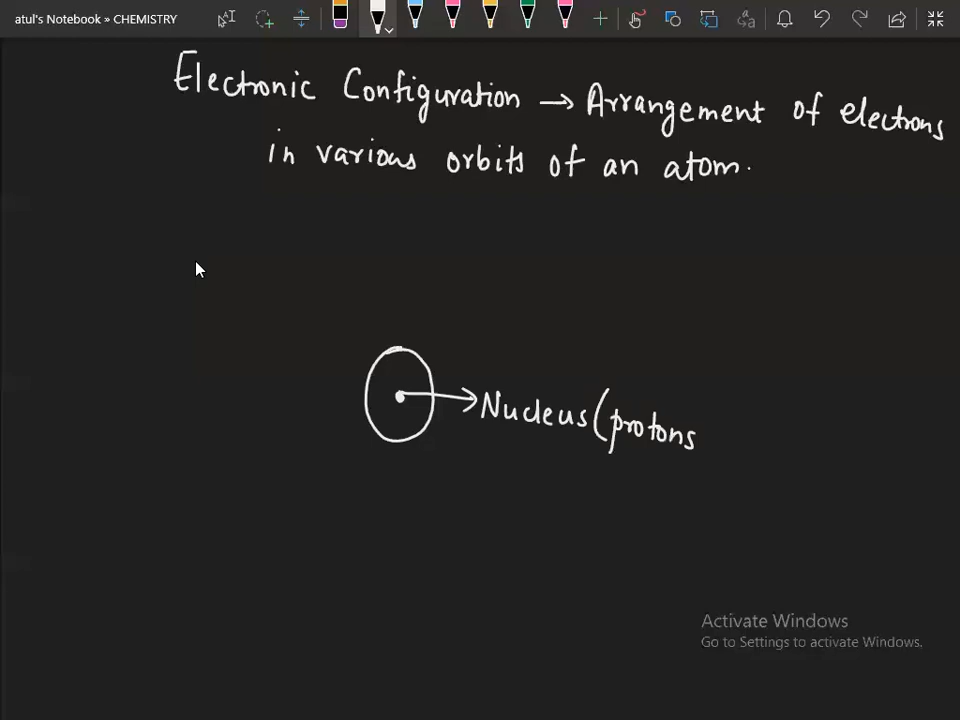 atul's Notebook » CHEMISTRY
Electronic Configuration → Arrangement of electrons
in various orbits of an atom.
Nucleus (protons
Activate Windows
Go to Settings to activate Windows.